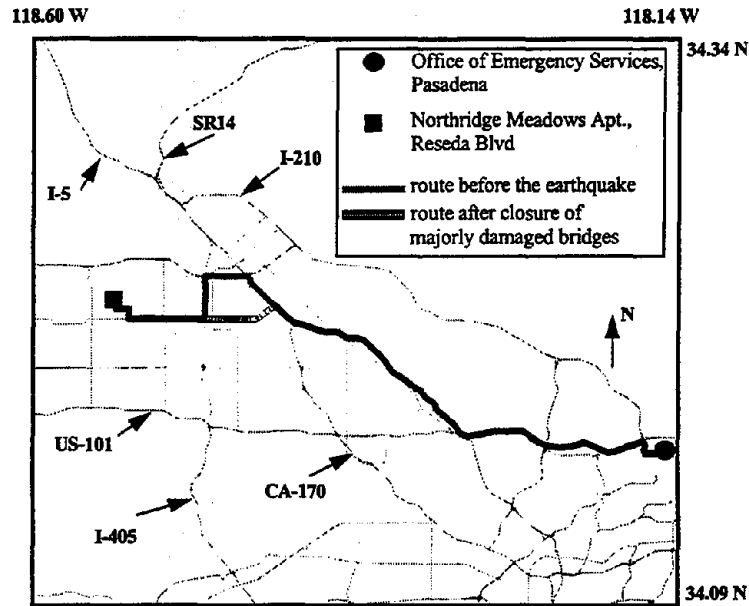 118.60 W
118.14 W
34.34 N
Office of Emergency Services,
Pasadena
Northridge Meadows Apt.,
Reseda Blvd
route before the earthquake
route after closure of
majorly damaged bridges
SR14
I-210
I-5
N
US-101
CA-170
I-405
34.09 N